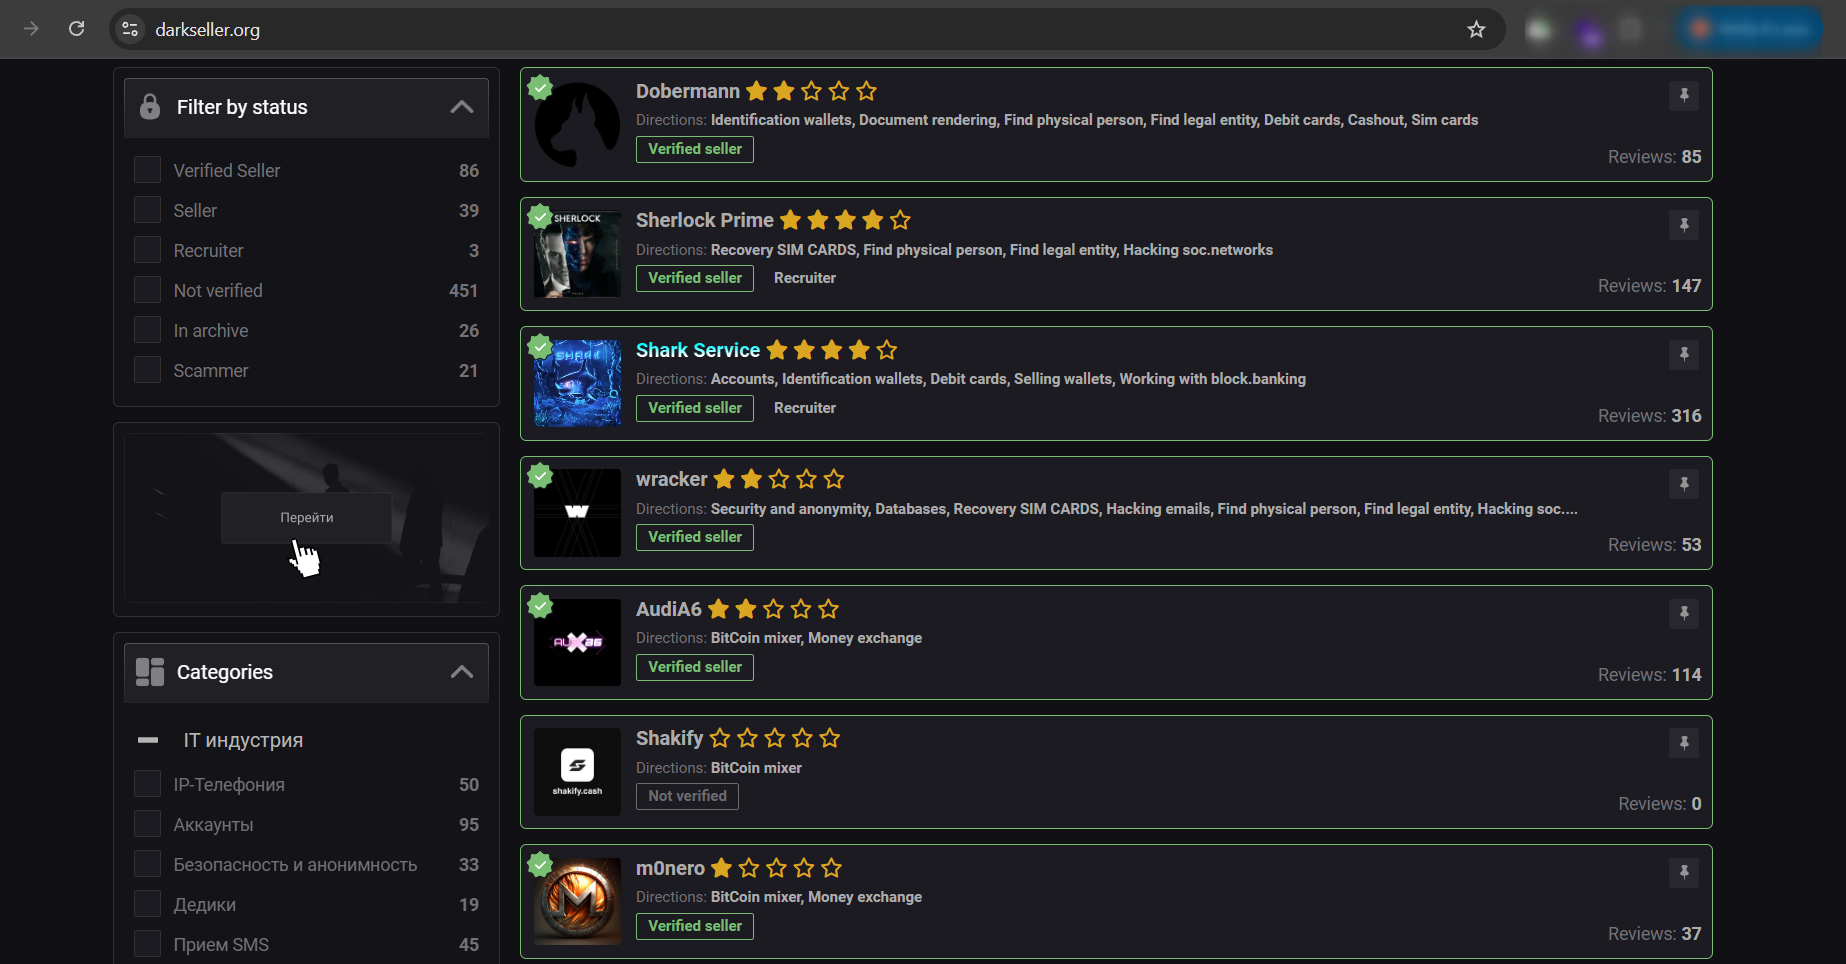 darkseller.org
Filter by status
Verified Seller 86
Seller 39
Recruiter 3
Not verified 451
In archive 26
Scammer 21
Перейти
Categories
IT индустрия
IP-Телефония 50
Аккаунты 95
Безопасность и анонимность 33
Дедики 19
Прием SMS 45
Dobermann
Directions: Identification wallets, Document rendering, Find physical person, Find legal entity, Debit cards, Cashout, Sim cards
Verified seller
Reviews: 85
SHERLOCK
Sherlock Prime
Directions: Recovery SIM CARDS, Find physical person, Find legal entity, Hacking soc.networks
Verified seller Recruiter
Reviews: 147
SHARK
Shark Service
Directions: Accounts, Identification wallets, Debit cards, Selling wallets, Working with block.banking
Verified seller Recruiter
Reviews: 316
W
wracker
Directions: Security and anonymity, Databases, Recovery SIM CARDS, Hacking emails, Find physical person, Find legal entity, Hacking soc....
Verified seller
Reviews: 53
AudiA6
Directions: BitCoin mixer, Money exchange
Verified seller
Reviews: 114
shakify.cash
Shakify
Directions: BitCoin mixer
Not verified
Reviews: 0
M
m0nero
Directions: BitCoin mixer, Money exchange
Verified seller
Reviews: 37